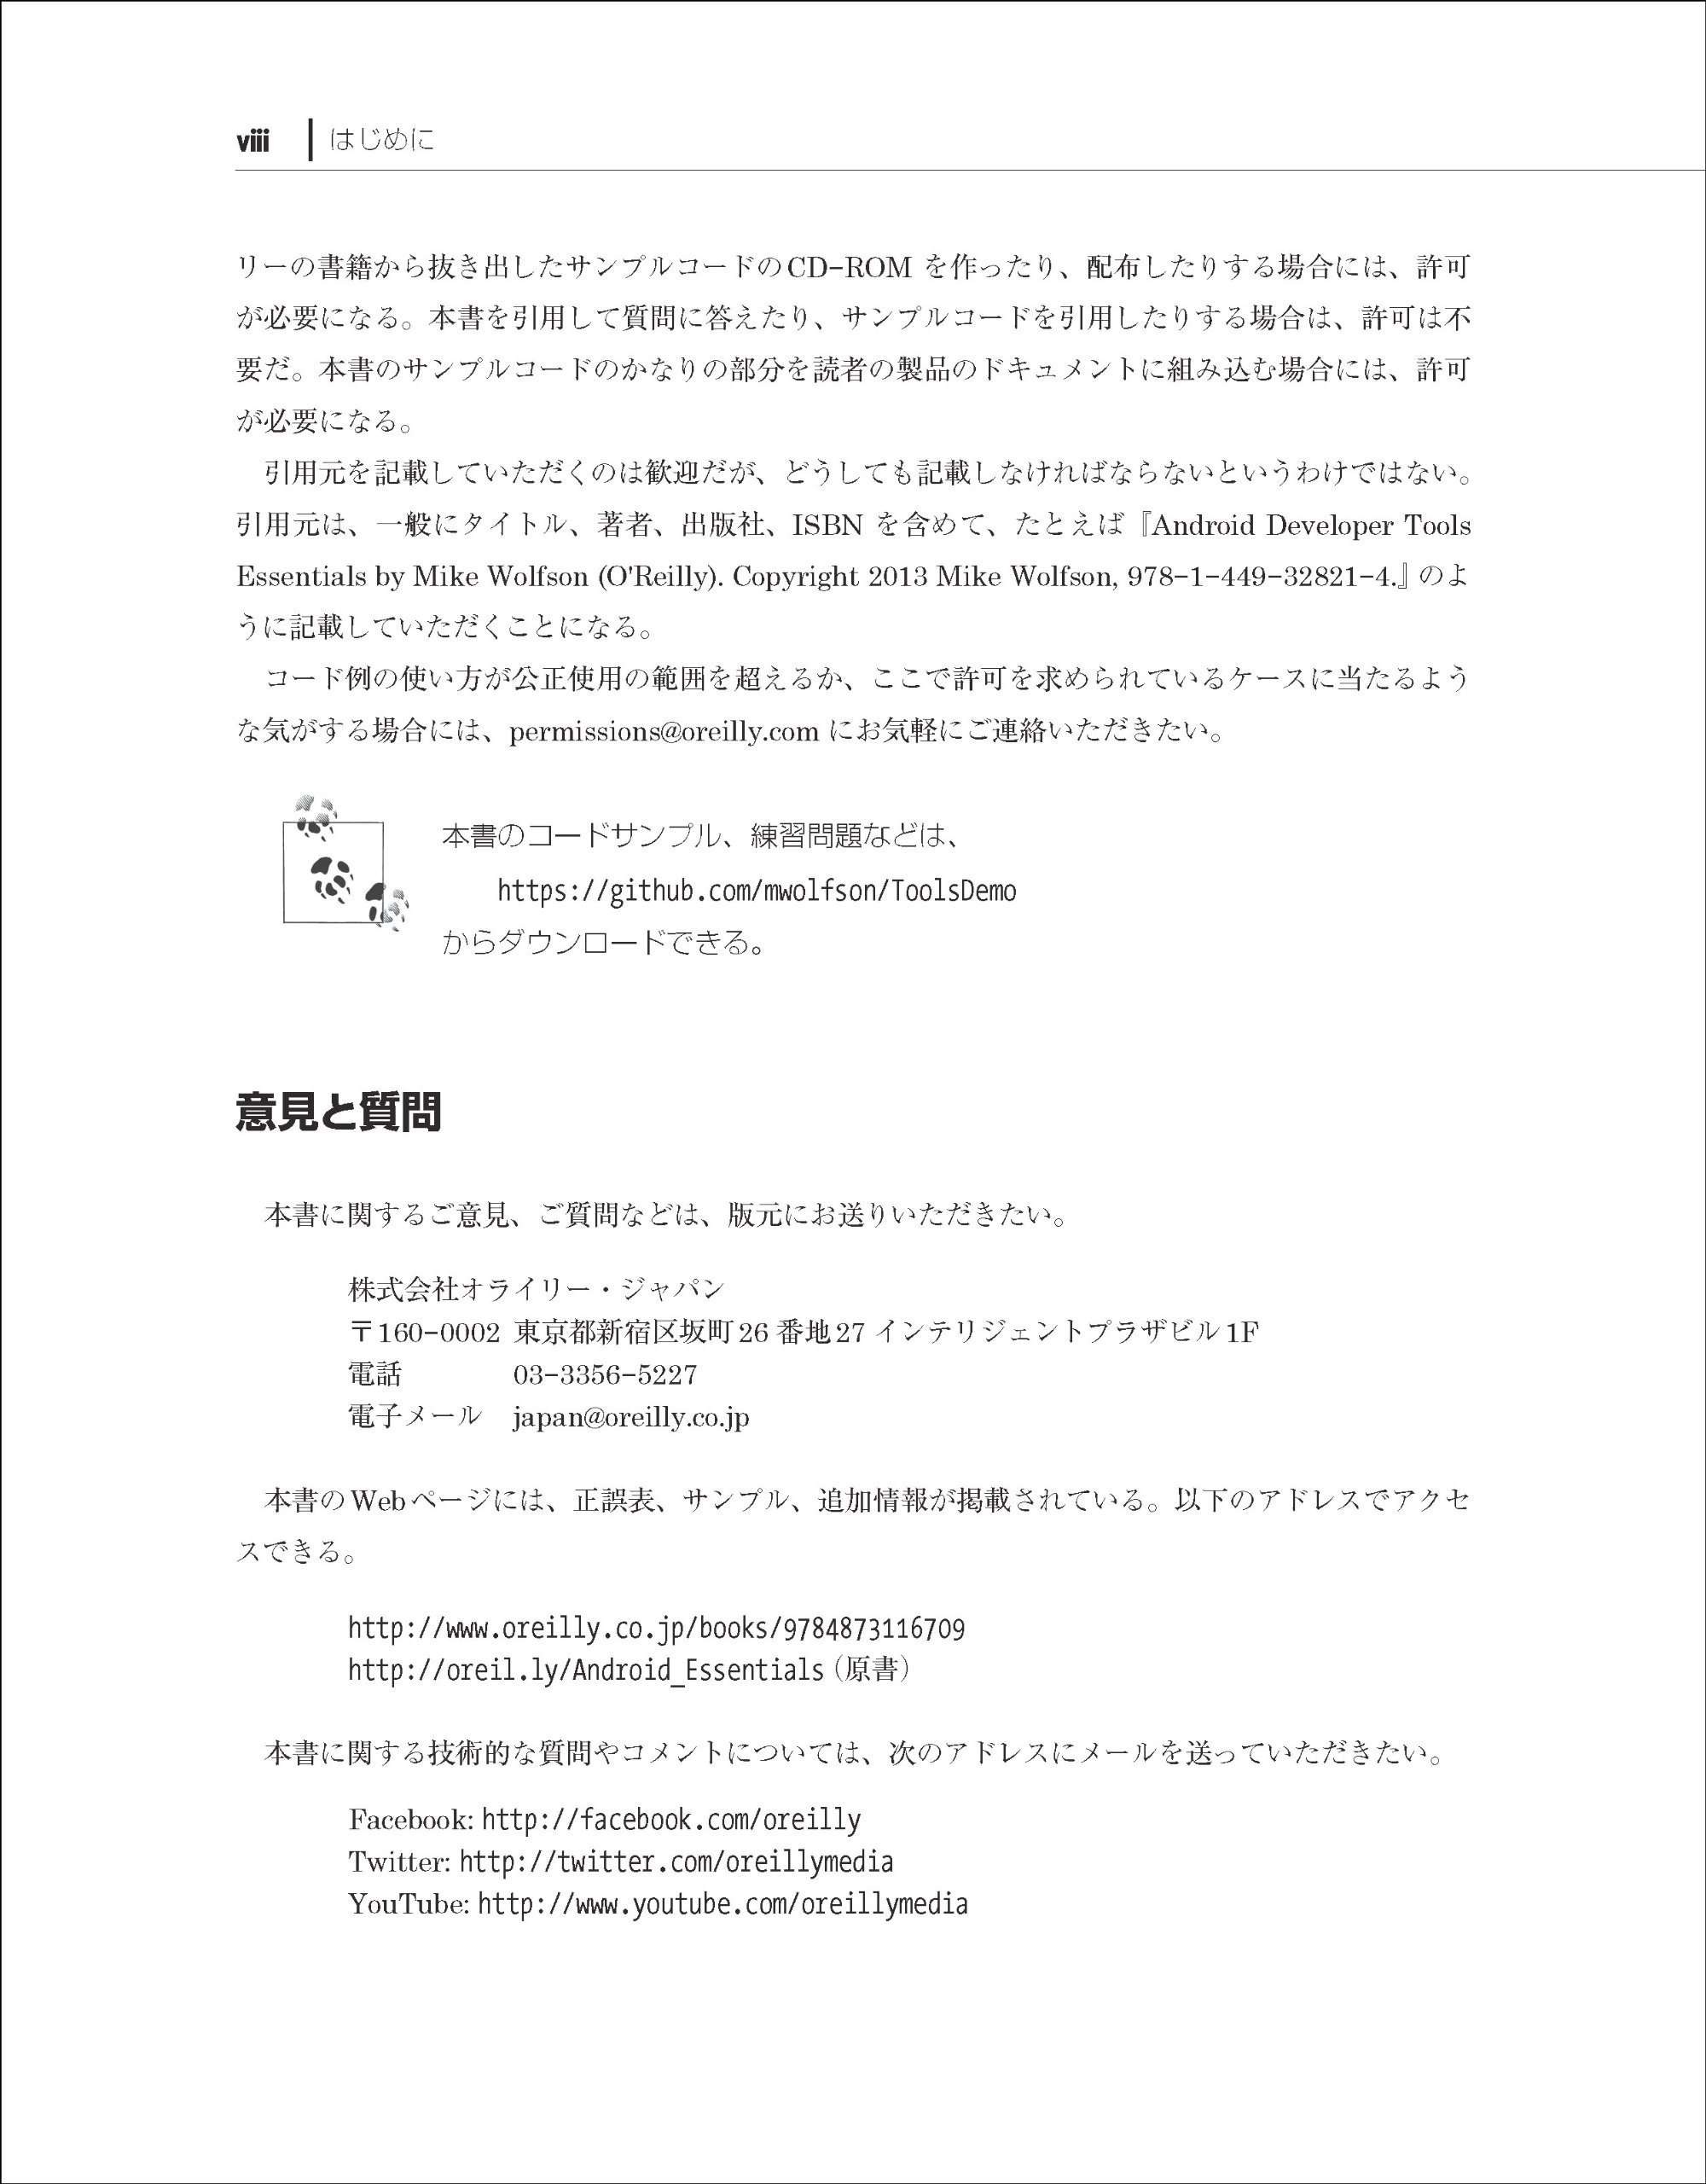 viii はじめに
リーの書籍から抜き出したサンプルコードのCD-ROM を作ったり、配布したりする場合には、許可
が必要になる。本書を引用して質問に答えたり、サンプルコードを引用したりする場合は、許可は不
要だ。本書のサンプルコードのかなりの部分を読者の製品のドキュメントに組み込む場合には、許可
が必要になる。
引用元を記載していただくのは歓迎だが、どうしても記載しなければならないというわけではない。
引用元は、一般にタイトル、著者、出版社、ISBN を含めて、たとえば『Android Developer Tools
Essentials by Mike Wolfson (O'Reilly). Copyright 2013 Mike Wolfson, 978-1-449-32821-4.』のよ
うに記載していただくことになる。
コード例の使い方が公正使用の範囲を超えるか、ここで許可を求められているケースに当たるよう
な気がする場合には、permissions@oreilly.com にお気軽にご連絡いただきたい。
本書のコードサンプル、練習問題などは、
https://github.com/mwolfson/ToolsDemo
からダウンロードできる。
意見と質問
本書に関するご意見、ご質問などは、版元にお送りいただきたい。
株式会社オライリー・ジャパン
〒160-0002 東京都新宿区坂町26 番地27 インテリジェントプラザビル1F
電話 03-3356-5227
電子メール japan@oreilly.co.jp
本書のWebページには、正誤表、サンプル、追加情報が掲載されている。以下のアドレスでアクセ
スできる。
http://www.oreilly.co.jp/books/9784873116709
http://oreil.ly/Android_Essentials（原書）
本書に関する技術的な質問やコメントについては、次のアドレスにメールを送っていただきたい。
Facebook: http://facebook.com/oreilly
Twitter: http://twitter.com/oreillymedia
YouTube: http://www.youtube.com/oreillymedia